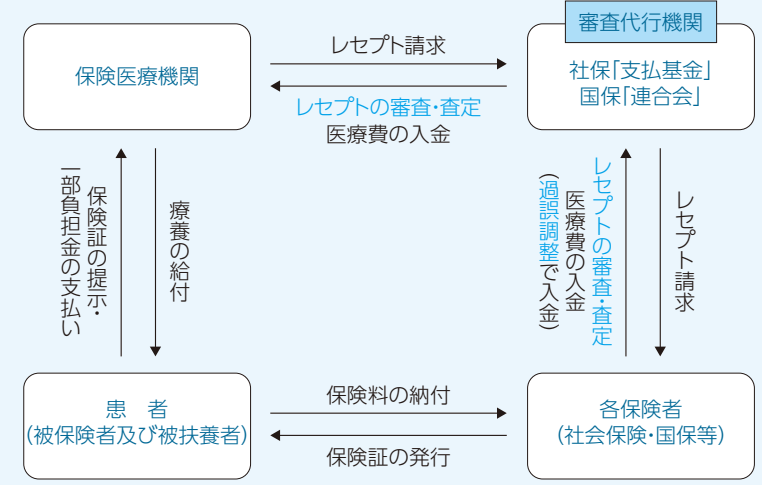 審査代行機関
保険医療機関
レセプト請求
レセプトの審査・査定
医療費の入金
社保「支払基金」
国保「連合会」
保険証の提示・
一部負担金の支払い
療養の給付
レセプトの審査・査定
医療費の入金
(過誤調整で入金)
レセプト請求
患　者
(被保険者及び被扶養者)
保険料の納付
保険証の発行
各保険者
(社会保険・国保等)